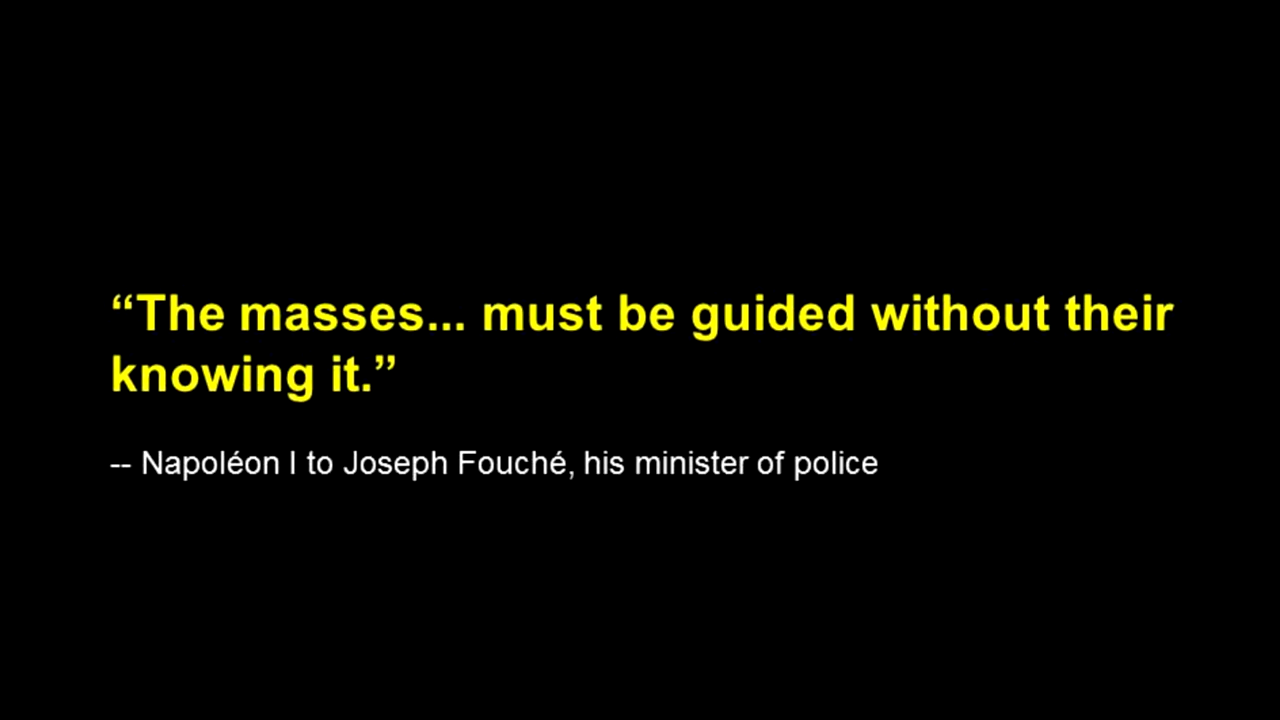 “The masses... must be guided without their
knowing it.”
-- Napoléon I to Joseph Fouché, his minister of police